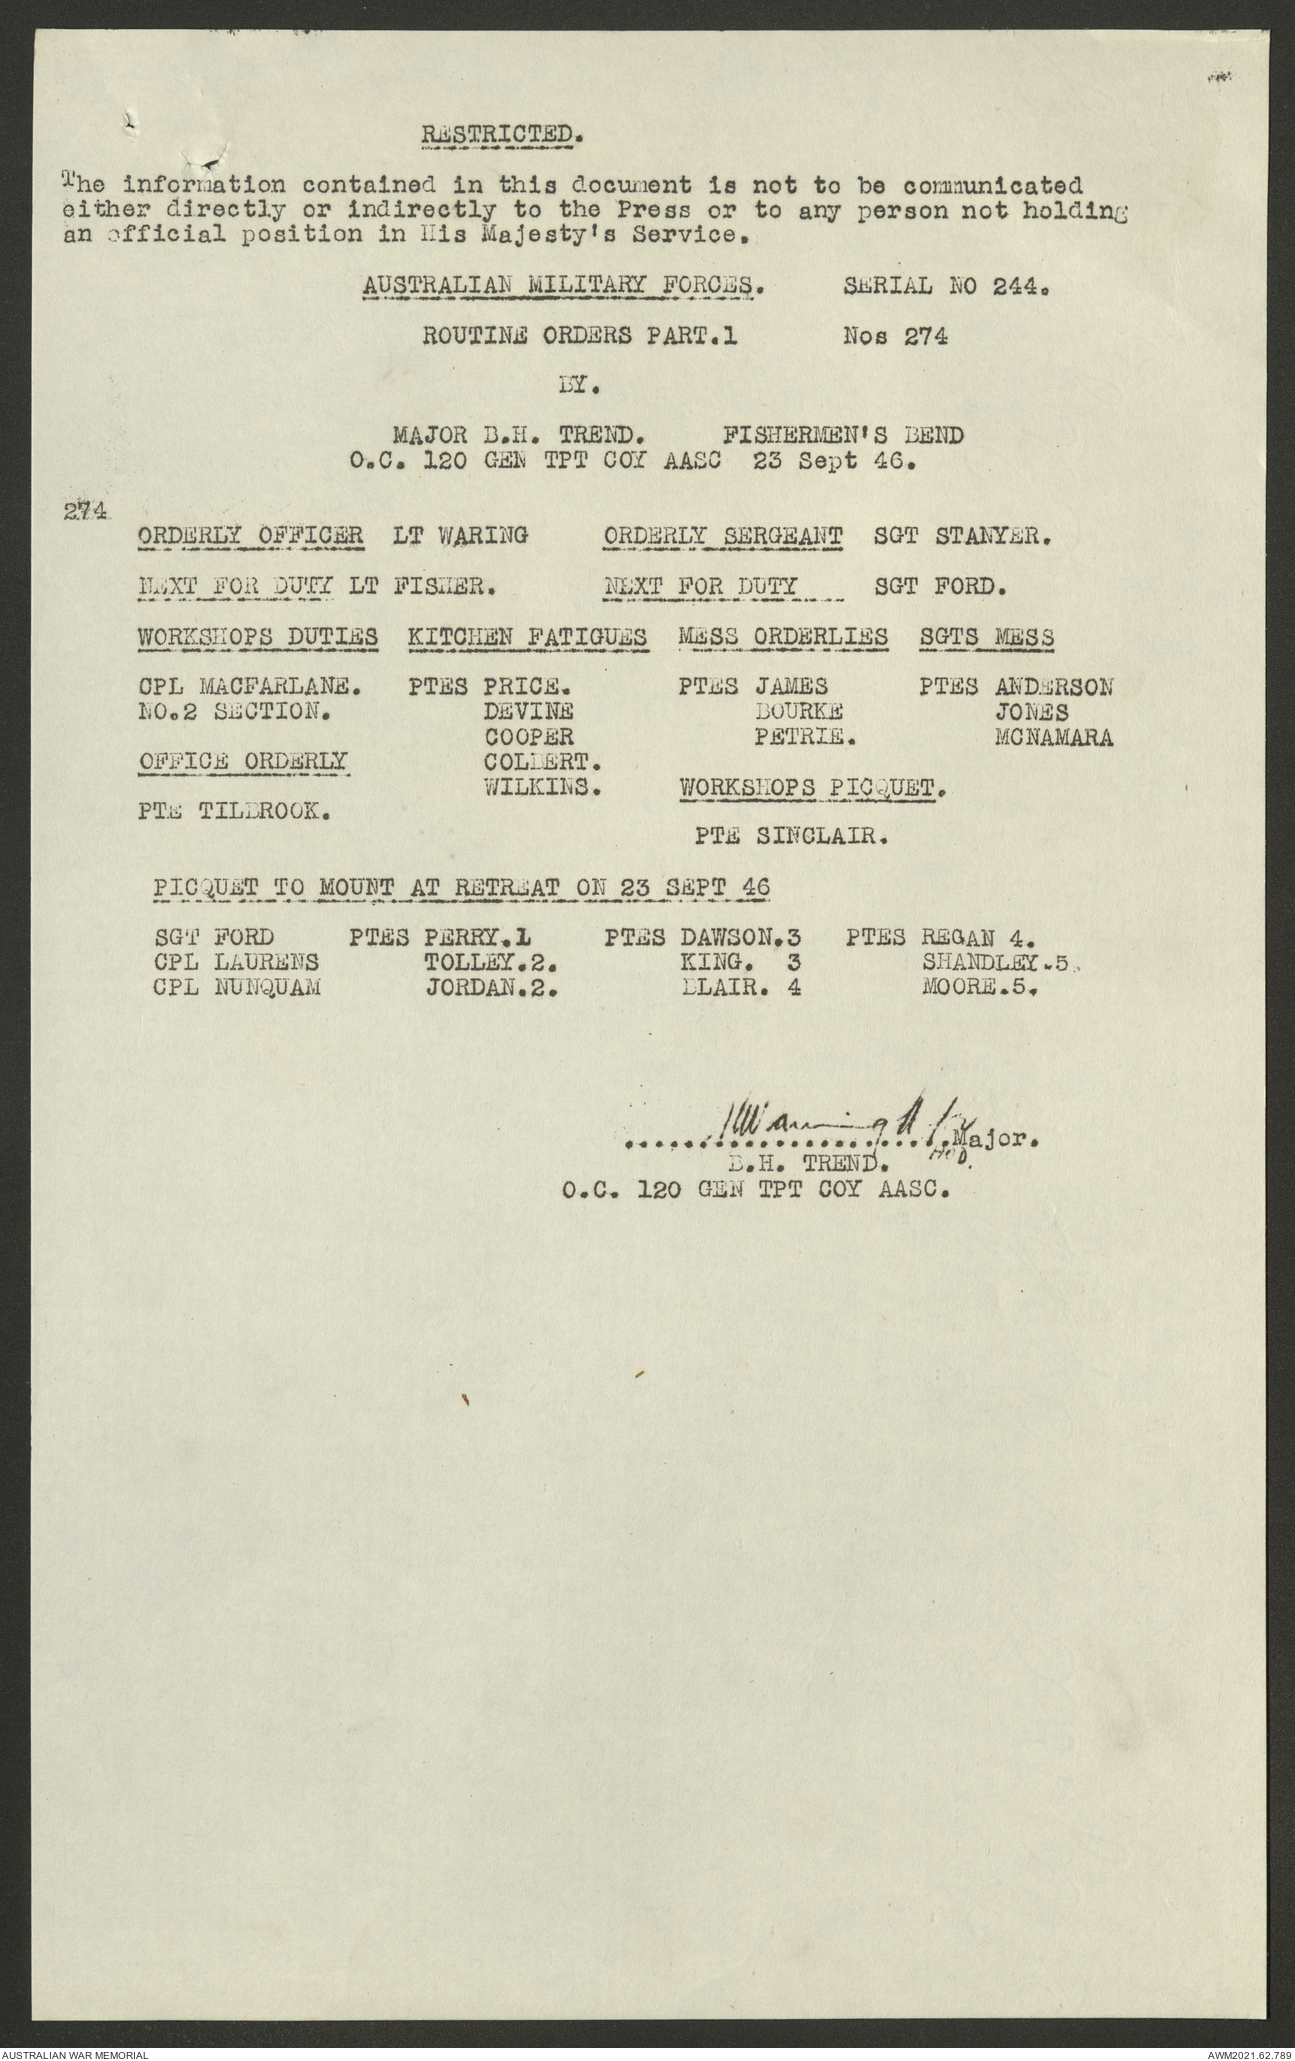 RESTRICTED.
The information contained in this document is not to be communicated
either directly or indirectly to the Press or to any person not holding
an official position in His Majesty's Service.
AUSTRALIAN MILITARY FORCES. SERIAL NO 244.
ROUTINE ORDERS PART.1 Nos 274
BY.
MAJOR B.H. TREND. FISHERMEN'S BEND
O.C. 120 GEN TPT COY AASC 23 Sept 46.
274
ORDERLY OFFICER LT WARING ORDERLY SERGEANT SGT STANYER.
NEXT FOR DUTY LT FISHER. NEXT FOR DUTY SGT FORD.
WORKSHOPS DUTIES KITCHEN FATIGUES MESS ORDERLIES SGTS MESS
CPL MACFARLANE. PTES PRICE. PTES JAMES PTES ANDERSON
NO.2 SECTION. DEVINE BOURKE JONES
COOPER PETRIE. MCNAMARA
OFFICE ORDERLY COLBERT.
WILKINS. WORKSHOPS PICQUET.
PTE TILBROOK.
PTE SINCLAIR.
PICQUET TO MOUNT AT RETREAT ON 23 SEPT 46
SGT FORD PTES PERRY.1 PTES DAWSON.3 PTES REGAN 4.
CPL LAURENS TOLLEY.2. KING. 3 SHANDLEY.5.
CPL NUNQUAM JORDAN.2. BLAIR. 4 MOORE.5.
Waring Lt
....................Major.
B.H. TREND.
O.C. 120 GEN TPT COY AASC.
AUSTRALIAN WAR MEMORIAL AWM2021.62.789